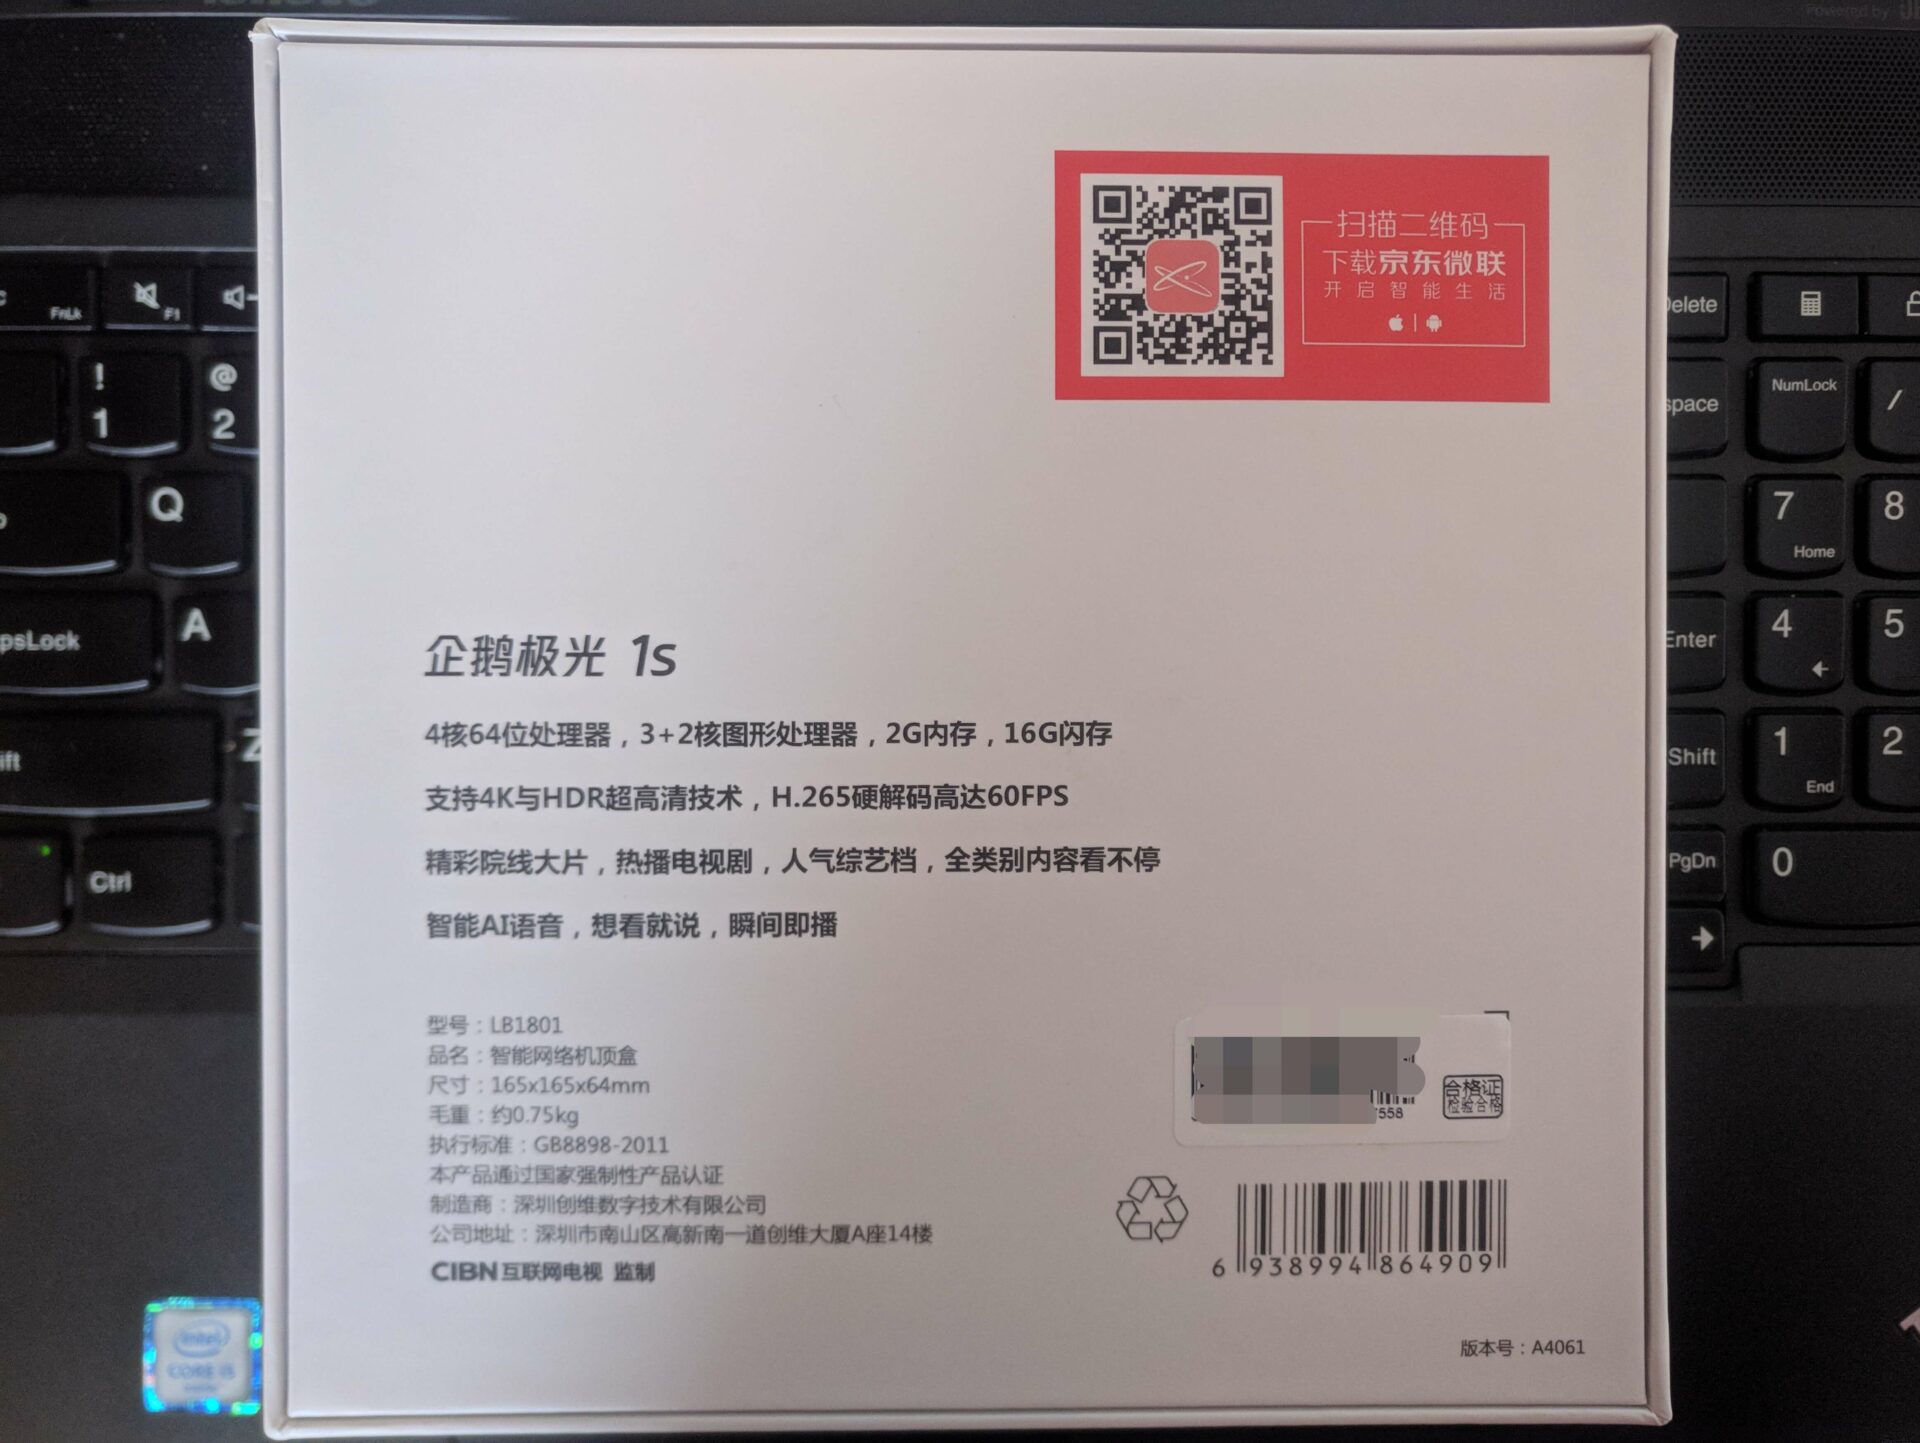 Powered by
扫描二维码
下载京东微联
开启智能生活
FnLk
F1
Delete
!
1
@
2
NumLock
/
space
Q
7
Home
8
psLock
A
Enter
4
5
企鹅极光 1s
4核64位处理器，3+2核图形处理器，2G内存，16G闪存
ift
Z
Shift
1
End
2
支持4K与HDR超高清技术，H.265硬解码高达60FPS
精彩院线大片，热播电视剧，人气综艺档，全类别内容看不停
Ctrl
PgDn
0
智能AI语音，想看就说，瞬间即播
型号：LB1801
品名：智能网络机顶盒
尺寸：165x165x64mm
毛重：约0.75kg
执行标准：GB8898-2011
本产品通过国家强制性产品认证
制造商：深圳创维数字技术有限公司
公司地址：深圳市南山区高新南一道创维大厦A座14楼
CIBN互联网电视 监制
558
合格证
检验合格
6 938994 864909
版本号：A4061
intel
CORE i5